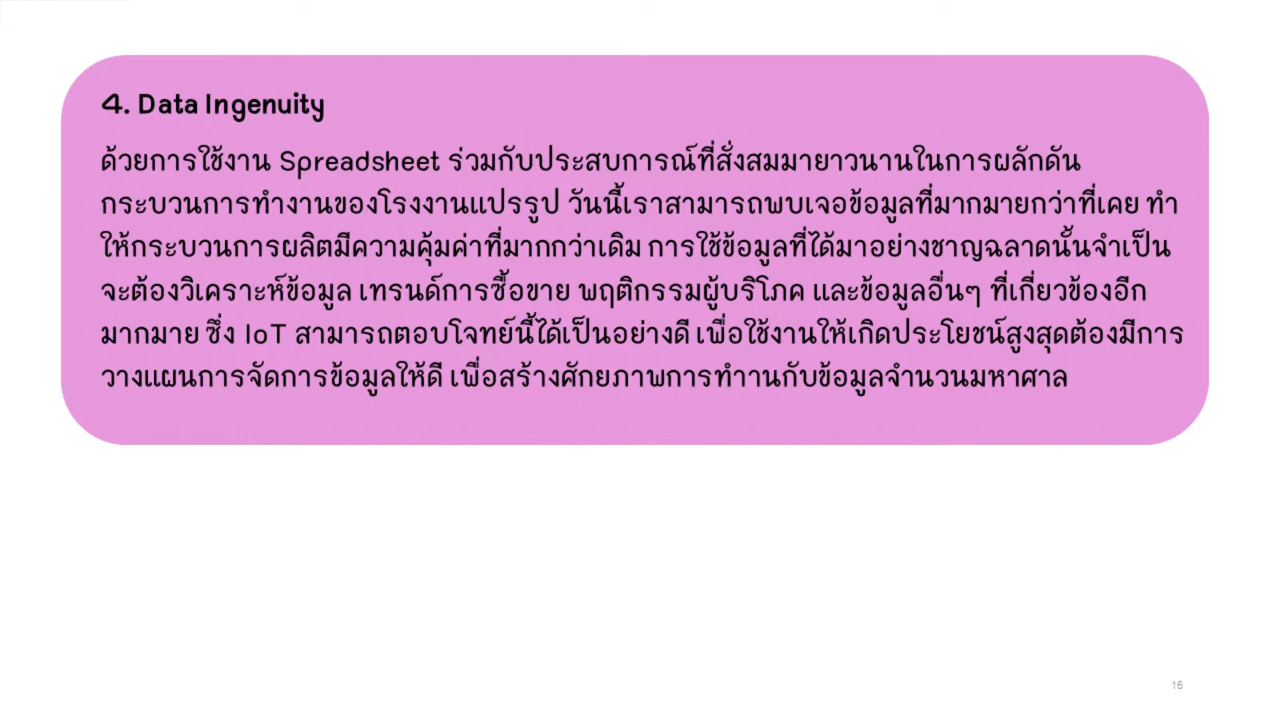 4. Data Ingenuity
ด้วยการใช้งาน Spreadsheet ร่วมกับประสบการณ์ที่สั่งสมมายาวนานในการผลักดัน
กระบวนการทำงานของโรงงานแปรรูป วันนี้เราสามารถพบเจอข้อมูลที่มากมายกว่าที่เคย ทำ
ให้กระบวนการผลิตมีความคุ้มค่าที่มากกว่าเดิม การใช้ข้อมูลที่ได้มาอย่างชาญฉลาดนั้นจำเป็น
จะต้องวิเคราะห์ข้อมูล เทรนด์การซื้อขาย พฤติกรรมผู้บริโภค และข้อมูลอื่นๆ ที่เกี่ยวข้องอีก
มากมาย ซึ่ง IoT สามารถตอบโจทย์นี้ได้เป็นอย่างดี เพื่อใช้งานให้เกิดประโยชน์สูงสุดต้องมีการ
วางแผนการจัดการข้อมูลให้ดี เพื่อสร้างศักยภาพการทำานกับข้อมูลจำนวนมหาศาล
16